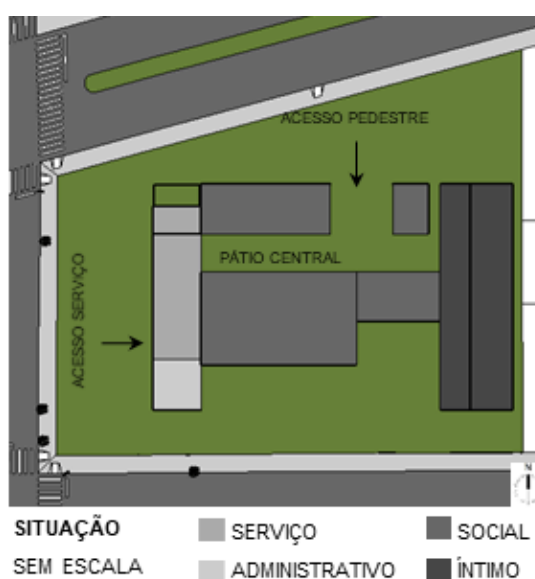 ACESSO PEDESTRE
PÁTIO CENTRAL
ACESSO SERVIÇO
N
SITUAÇÃO
SEM ESCALA
SERVIÇO
ADMINISTRATIVO
SOCIAL
ÍNTIMO